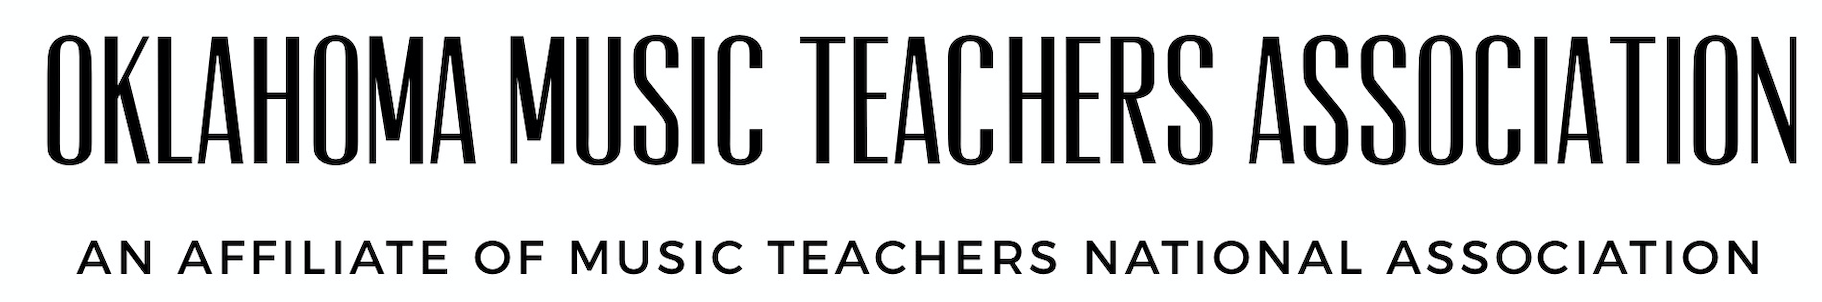 OKLAHOMA MUSIC TEACHERS ASSOCIATION
AN AFFILIATE OF MUSIC TEACHERS NATIONAL ASSOCIATION